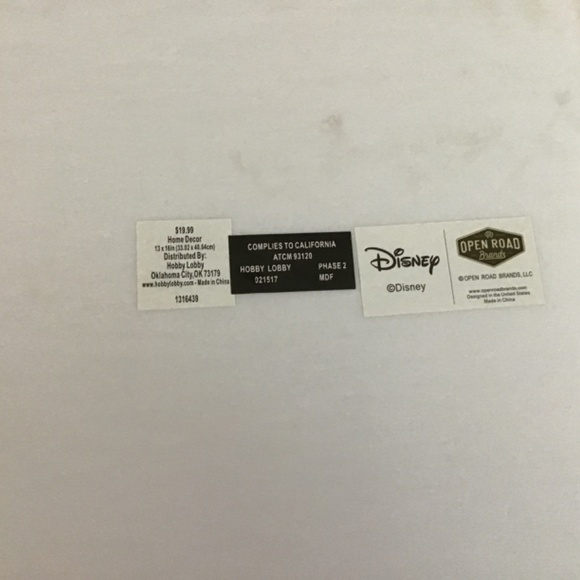 $19.99
Home Decor
13 x 16in (33.02 x 40.64cm)
Distributed By:
Hobby Lobby
Oklahoma City,OK 73179
www.hobbylobby.com - Made in China
1316439
COMPLIES TO CALIFORNIA
ATCM 93120
HOBBY LOBBY PHASE 2
021517 MDF
Disney
©Disney
OPEN ROAD
Brands
©OPEN ROAD BRANDS, LLC
www.openroadbrands.com
Designed in the United States
Made in China